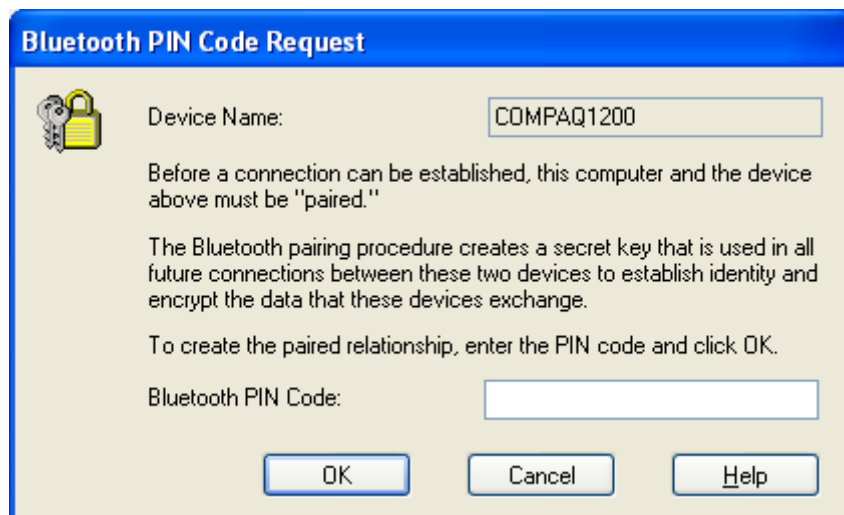 Bluetooth PIN Code Request
Device Name: COMPAQ1200
Before a connection can be established, this computer and the device
above must be "paired."
The Bluetooth pairing procedure creates a secret key that is used in all
future connections between these two devices to establish identity and
encrypt the data that these devices exchange.
To create the paired relationship, enter the PIN code and click OK.
Bluetooth PIN Code:
OK Cancel Help